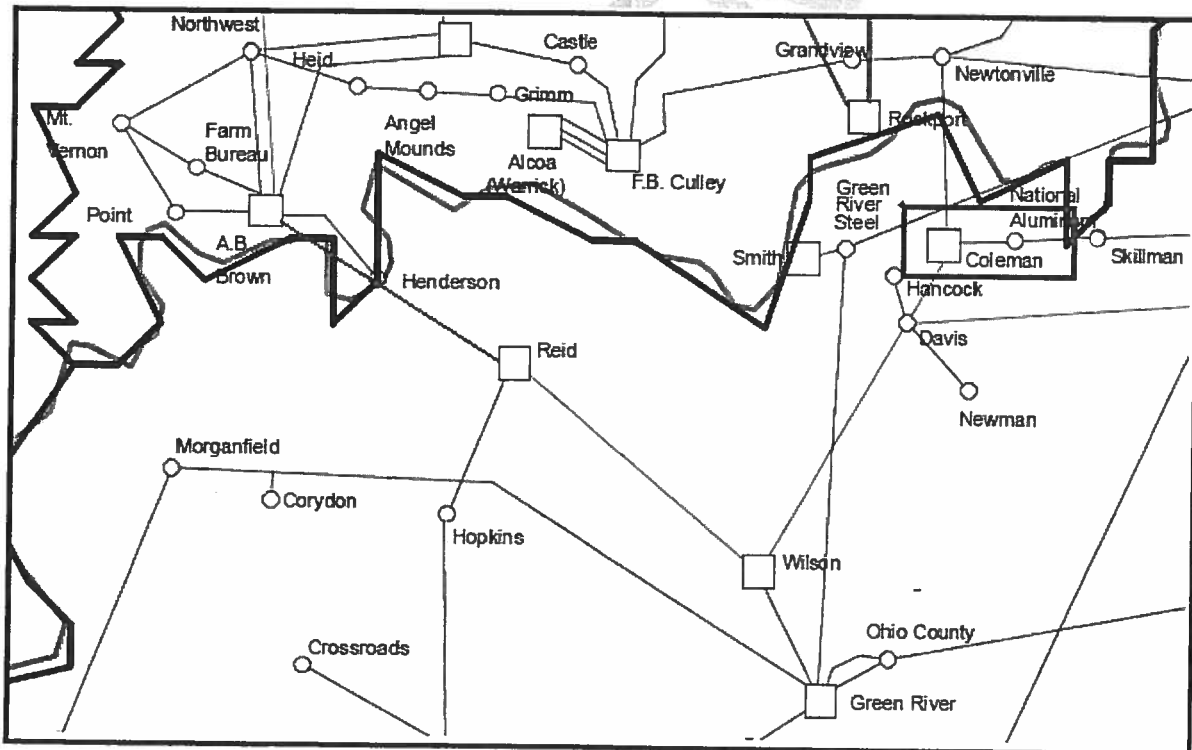 Northwest
Castle
Grandview
Heid
Newtonville
Grimm
Mt.
Vernon
Farm
Bureau
Angel
Mounds
Rockport
Alcoa
(Warrick)
F.B. Culley
Point
Green
River
Steel
National
Aluminum
A.B
Brown
Smith
Coleman
Skillman
Henderson
Hancock
Davis
Reid
Newman
Morganfield
Corydon
Hopkins
Wilson
Ohio County
Crossroads
Green River